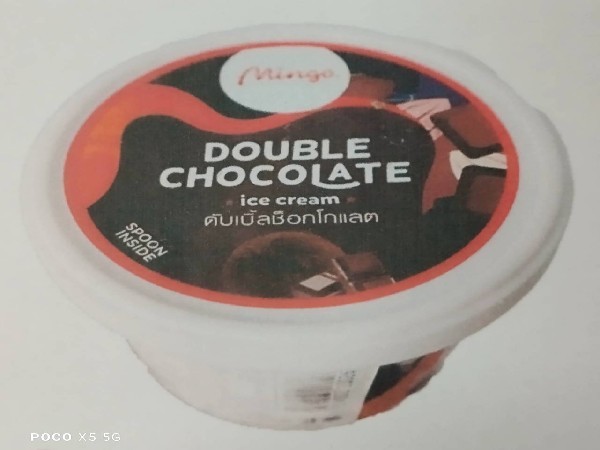 Mingo
DOUBLE
CHOCOLATE
ice cream
ดับเบิ้ลช็อกโกแลต
SPOON
INSIDE
POCO X5 5G